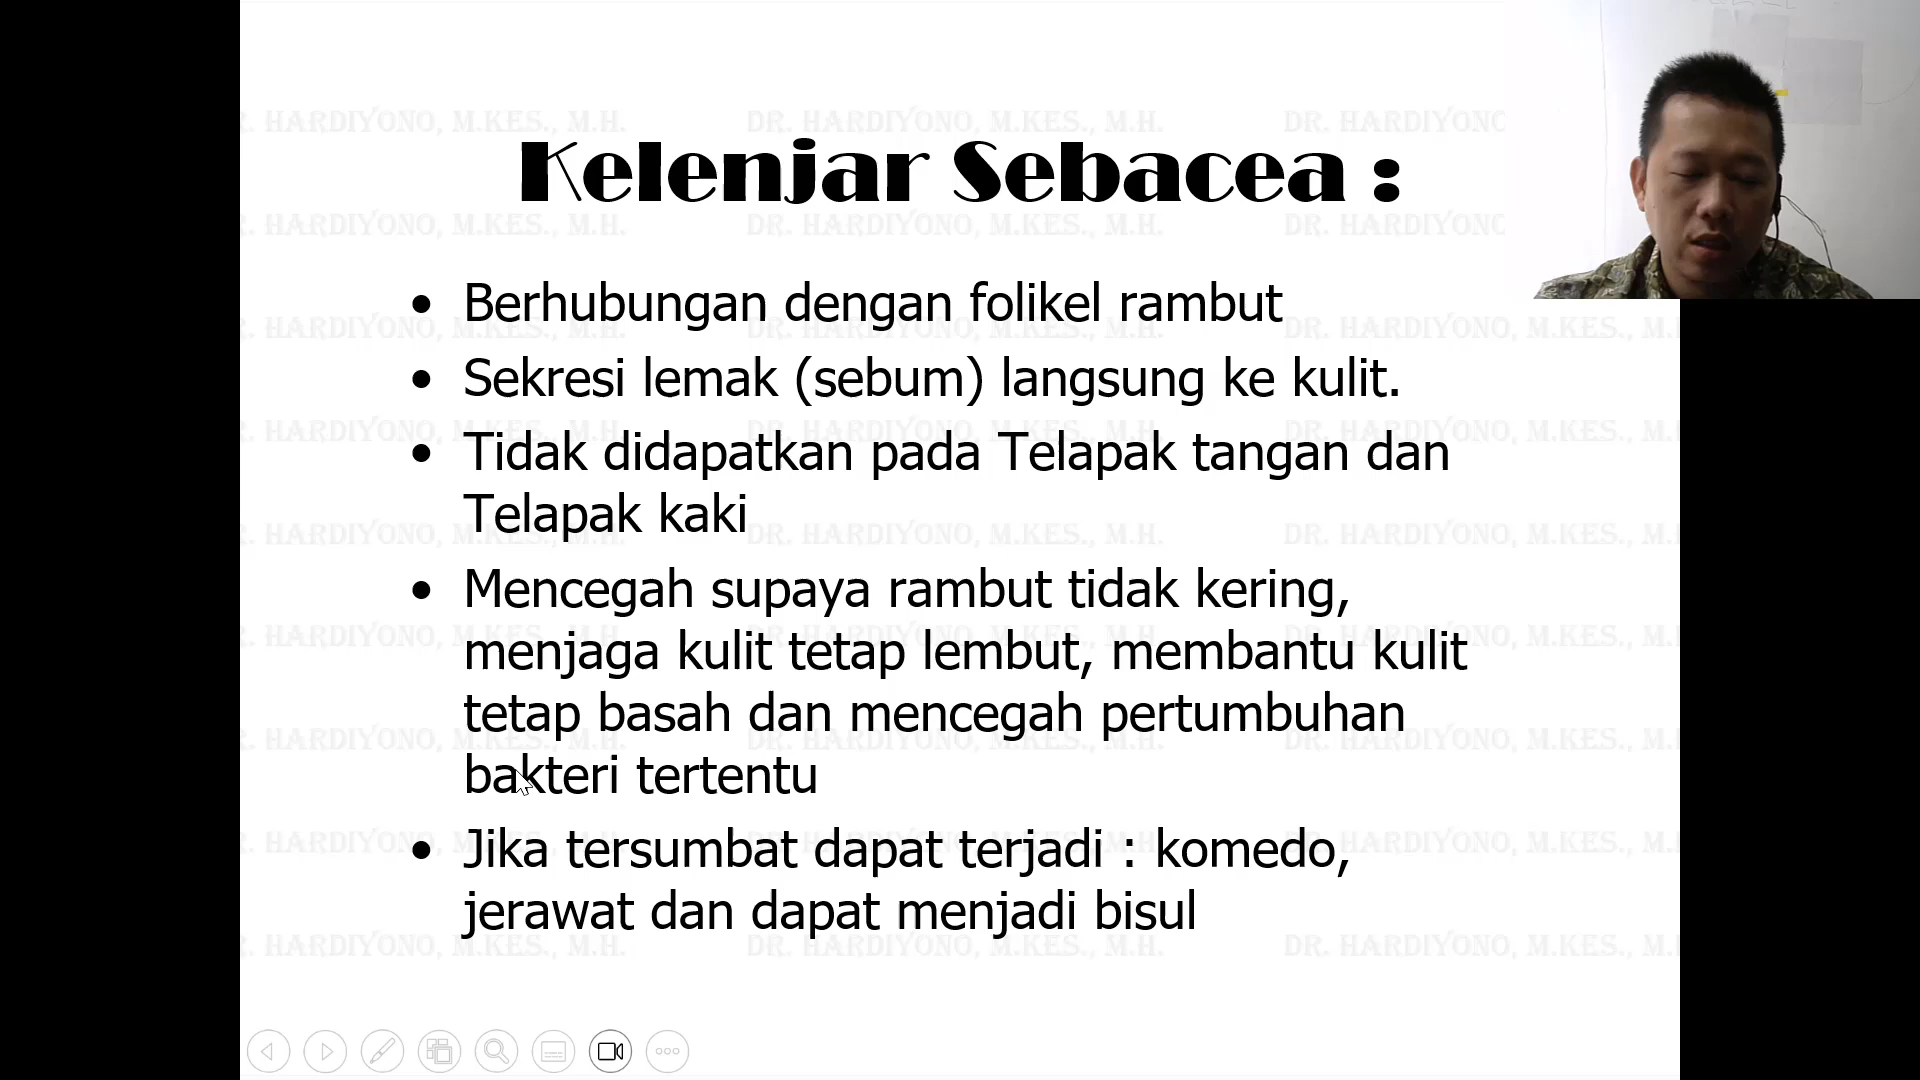 DR. HARDIYONO, M.KES., M.H.
Kelenjar Sebacea :
• Berhubungan dengan folikel rambut
• Sekresi lemak (sebum) langsung ke kulit.
• Tidak didapatkan pada Telapak tangan dan
Telapak kaki
• Mencegah supaya rambut tidak kering,
menjaga kulit tetap lembut, membantu kulit
tetap basah dan mencegah pertumbuhan
bakteri tertentu
• Jika tersumbat dapat terjadi : komedo,
jerawat dan dapat menjadi bisul